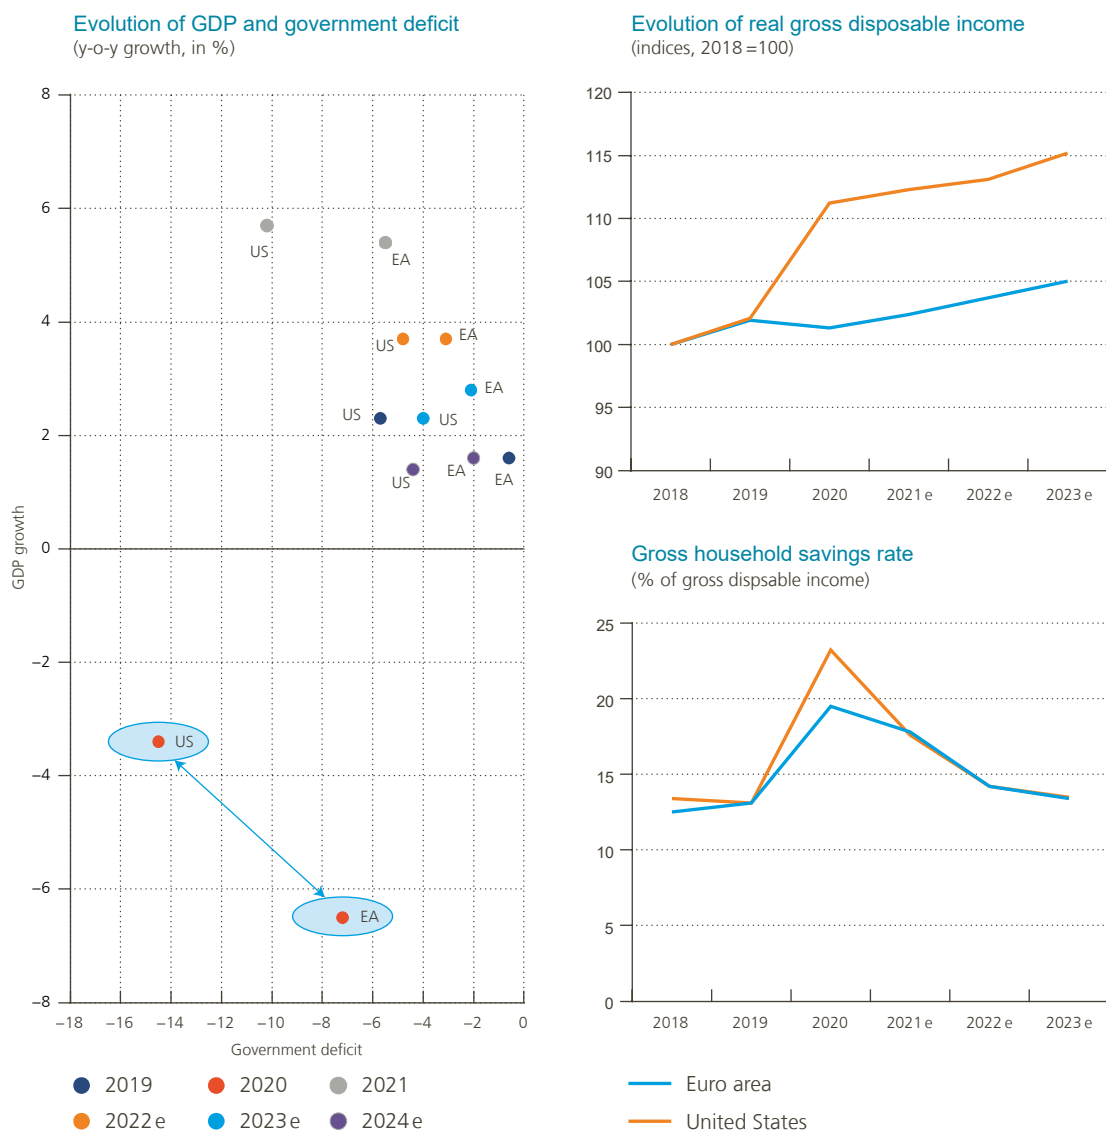 Evolution of GDP and government deficit
(y-o-y growth, in %)
8
6
4
2
0
−2
−4
−6
−8
GDP growth
US
EA
US
EA
EA
US
US
EA
US
EA
US
EA
−18
−16
−14
−12
−10
−8
−6
−4
−2
0
Government deficit
2019
2020
2021
2022 e
2023 e
2024 e
Evolution of real gross disposable income
(indices, 2018 =100)
120
115
110
105
100
95
90
2018
2019
2020
2021 e
2022 e
2023 e
Gross household savings rate
(% of gross dispsable income)
25
20
15
10
5
0
2018
2019
2020
2021 e
2022 e
2023 e
Euro area
United States